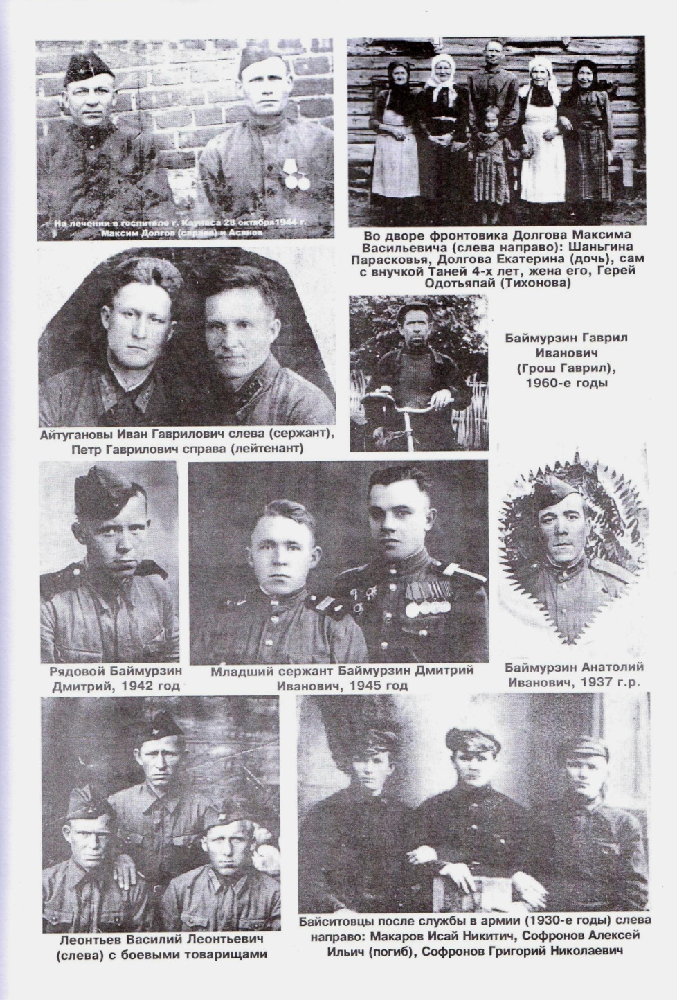 На лечении в госпитале г. Каунаса 28 октября 1944 г.
Максим Долгов (справа) и Асянов
Во дворе фронтовика Долгова Максима
Васильевича (слева направо): Шаньгина
Парасковья, Долгова Екатерина (дочь), сам
с внучкой Таней 4-х лет, жена его, Герей
Одотьяпай (Тихонова)
Баймурзин Гаврил
Иванович
(Грош Гаврил),
1960-е годы
Айтугановы Иван Гаврилович слева (сержант),
Петр Гаврилович справа (лейтенант)
Рядовой Баймурзин
Дмитрий, 1942 год
Младший сержант Баймурзин Дмитрий
Иванович, 1945 год
Баймурзин Анатолий
Иванович, 1937 г.р.
Леонтьев Василий Леонтьевич
(слева) с боевыми товарищами
Байситовцы после службы в армии (1930-е годы) слева
направо: Макаров Исай Никитич, Софронов Алексей
Ильич (погиб), Софронов Григорий Николаевич